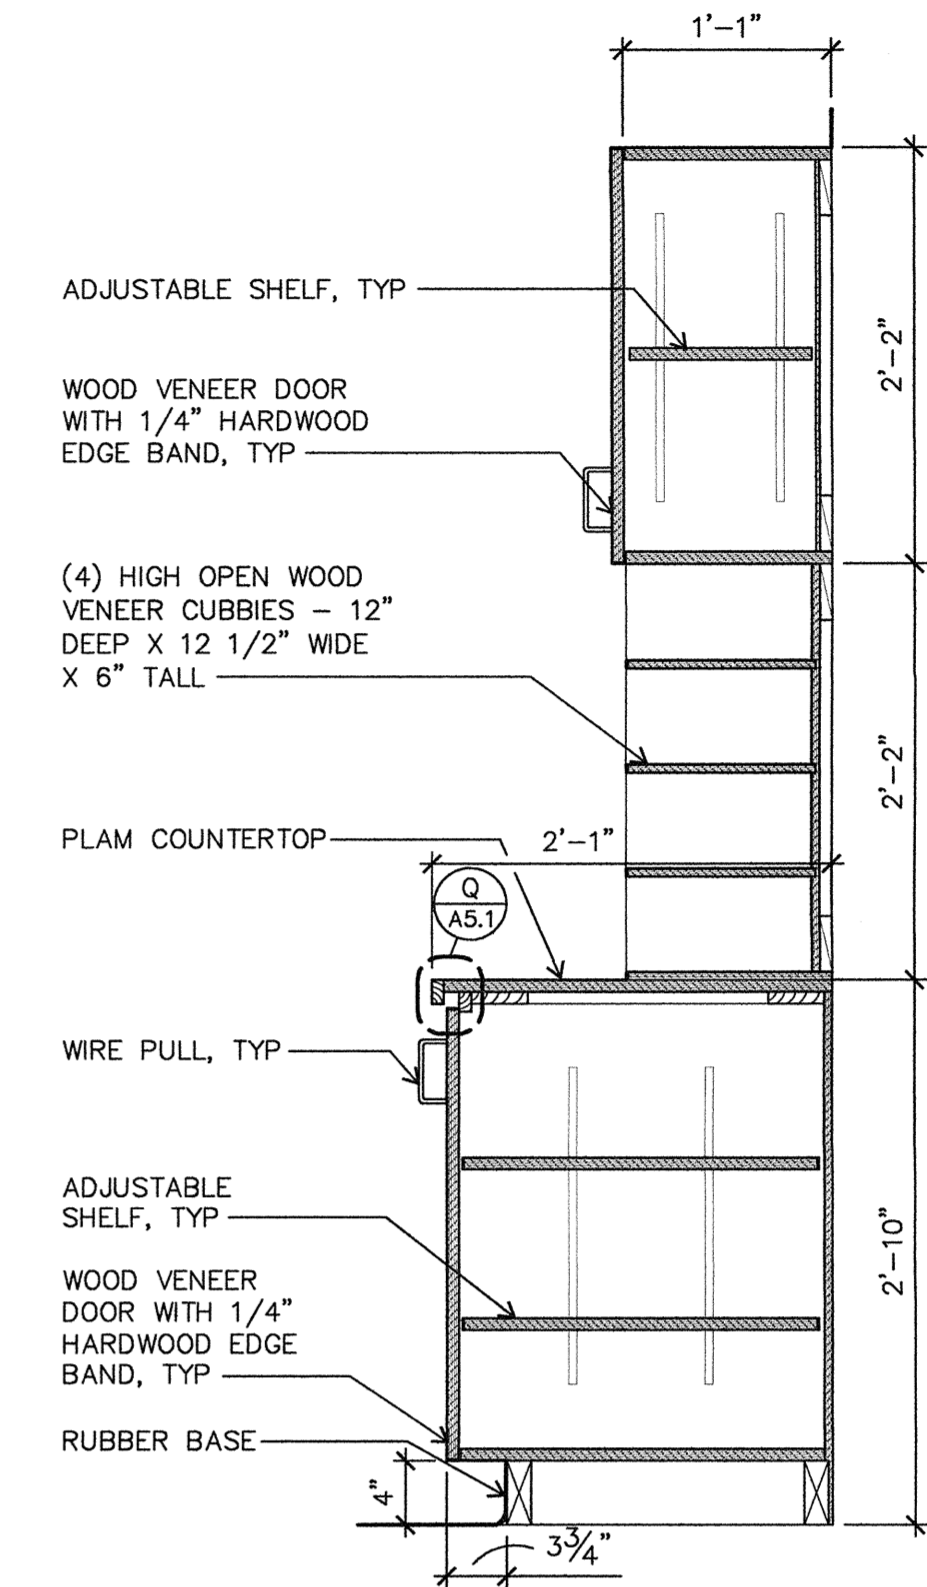 1'-1"
ADJUSTABLE SHELF, TYP
2'-2"
WOOD VENEER DOOR
WITH 1/4" HARDWOOD
EDGE BAND, TYP
(4) HIGH OPEN WOOD
VENEER CUBBIES – 12"
DEEP X 12 1/2" WIDE
X 6" TALL
2'-2"
PLAM COUNTERTOP
2'-1"
Q
A5.1
WIRE PULL, TYP
ADJUSTABLE
SHELF, TYP
2'-10"
WOOD VENEER
DOOR WITH 1/4"
HARDWOOD EDGE
BAND, TYP
RUBBER BASE
4"
3¾"